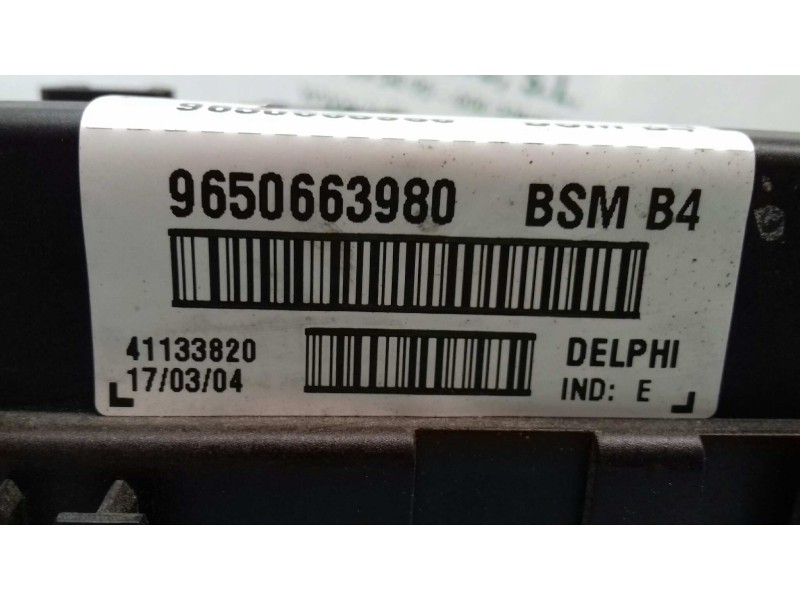 9650663980 BSM B4
41133820 DELPHI
17/03/04 IND: E